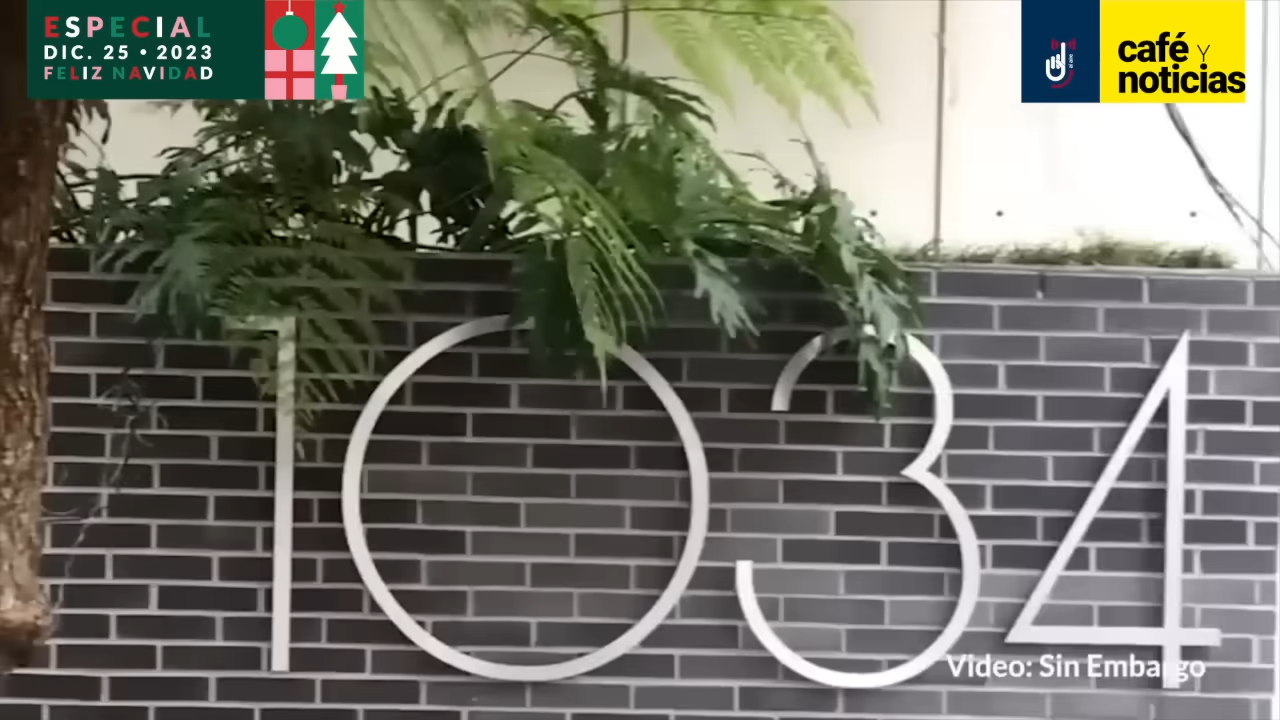 ESPECIAL
DIC. 25 • 2023
FELIZ NAVIDAD
café Y
noticias
1034
Video: Sin Embargo